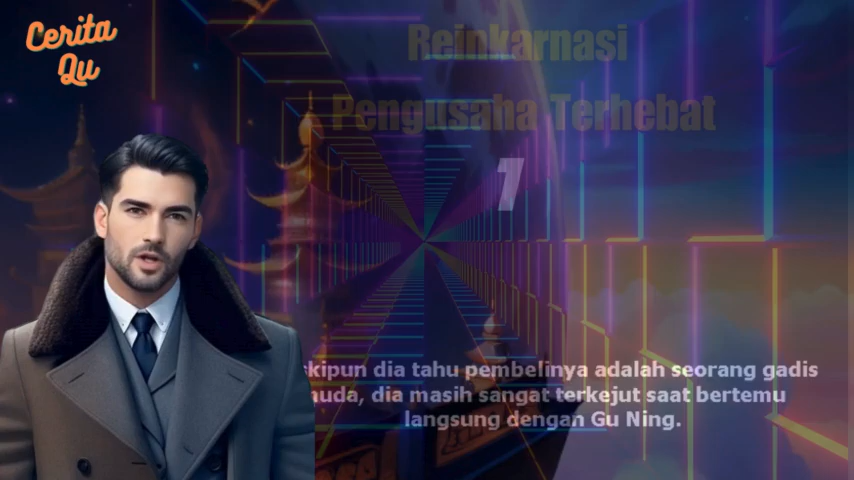 Cerita
Qu
Reinkarnasi
Pengusaha Terhebat
1
skipun dia tahu pembelinya adalah seorang gadis
muda, dia masih sangat terkejut saat bertemu
langsung dengan Gu Ning.